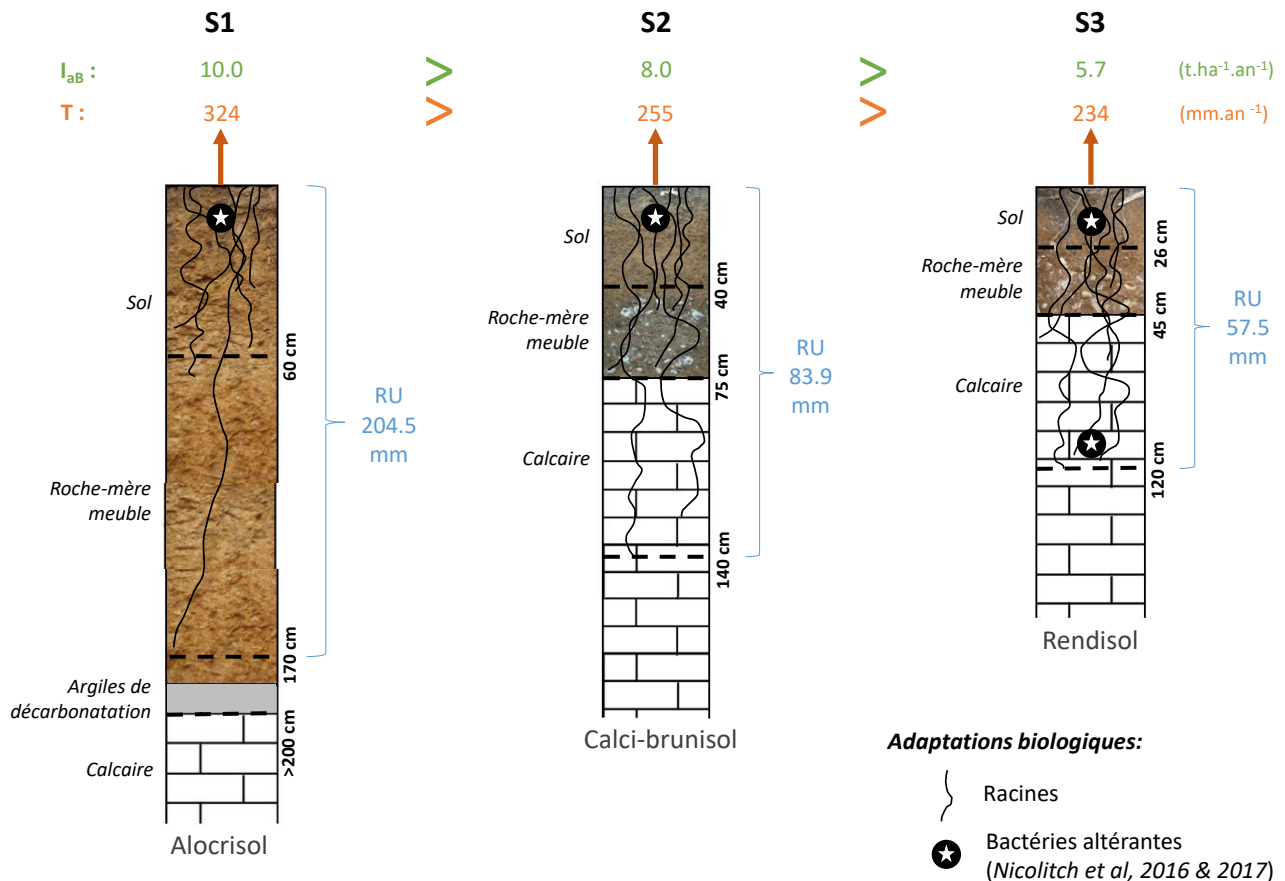 S1 S2 S3
IaB : 10.0 > 8.0 > 5.7 (t.ha-1.an-1)
T : 324 > 255 > 234 (mm.an -1)
Sol
60 cm
Roche-mère
meuble
170 cm
Argiles de
décarbonatation
>200 cm
Calcaire
Alocrisol
RU
204.5
mm
Sol
40 cm
Roche-mère
meuble
75 cm
Calcaire
140 cm
Calci-brunisol
RU
83.9
mm
Sol
26 cm
Roche-mère
meuble
45 cm
Calcaire
120 cm
Rendisol
RU
57.5
mm
Adaptations biologiques:
Racines
Bactéries altérantes
(Nicolitch et al, 2016 & 2017)